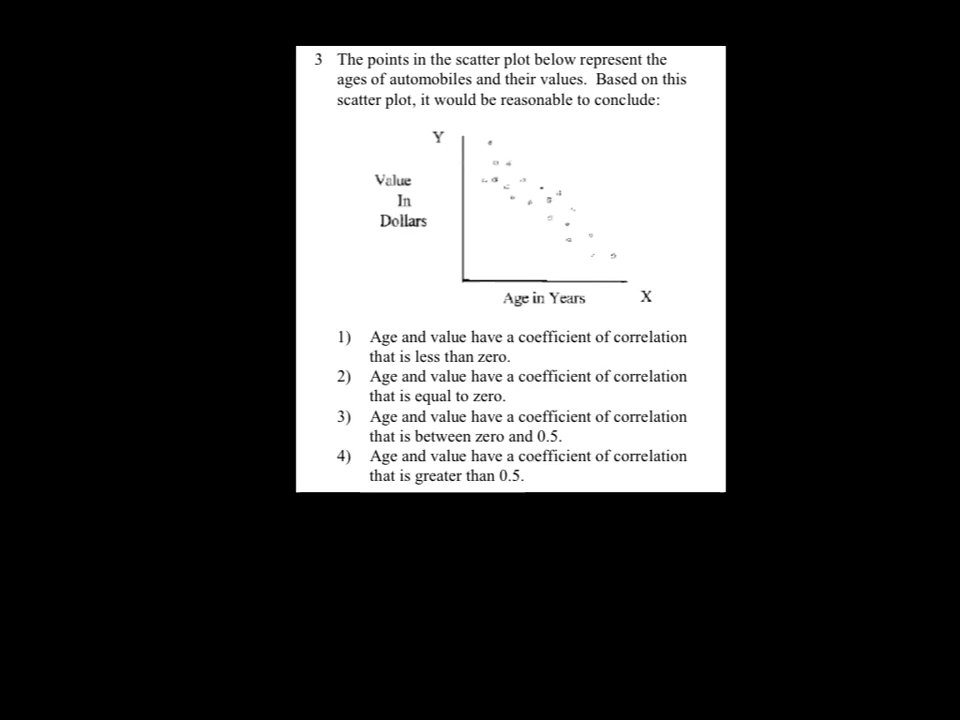 3 The points in the scatter plot below represent the
ages of automobiles and their values. Based on this
scatter plot, it would be reasonable to conclude:
Y
Value
In
Dollars
Age in Years X
1) Age and value have a coefficient of correlation
that is less than zero.
2) Age and value have a coefficient of correlation
that is equal to zero.
3) Age and value have a coefficient of correlation
that is between zero and 0.5.
4) Age and value have a coefficient of correlation
that is greater than 0.5.